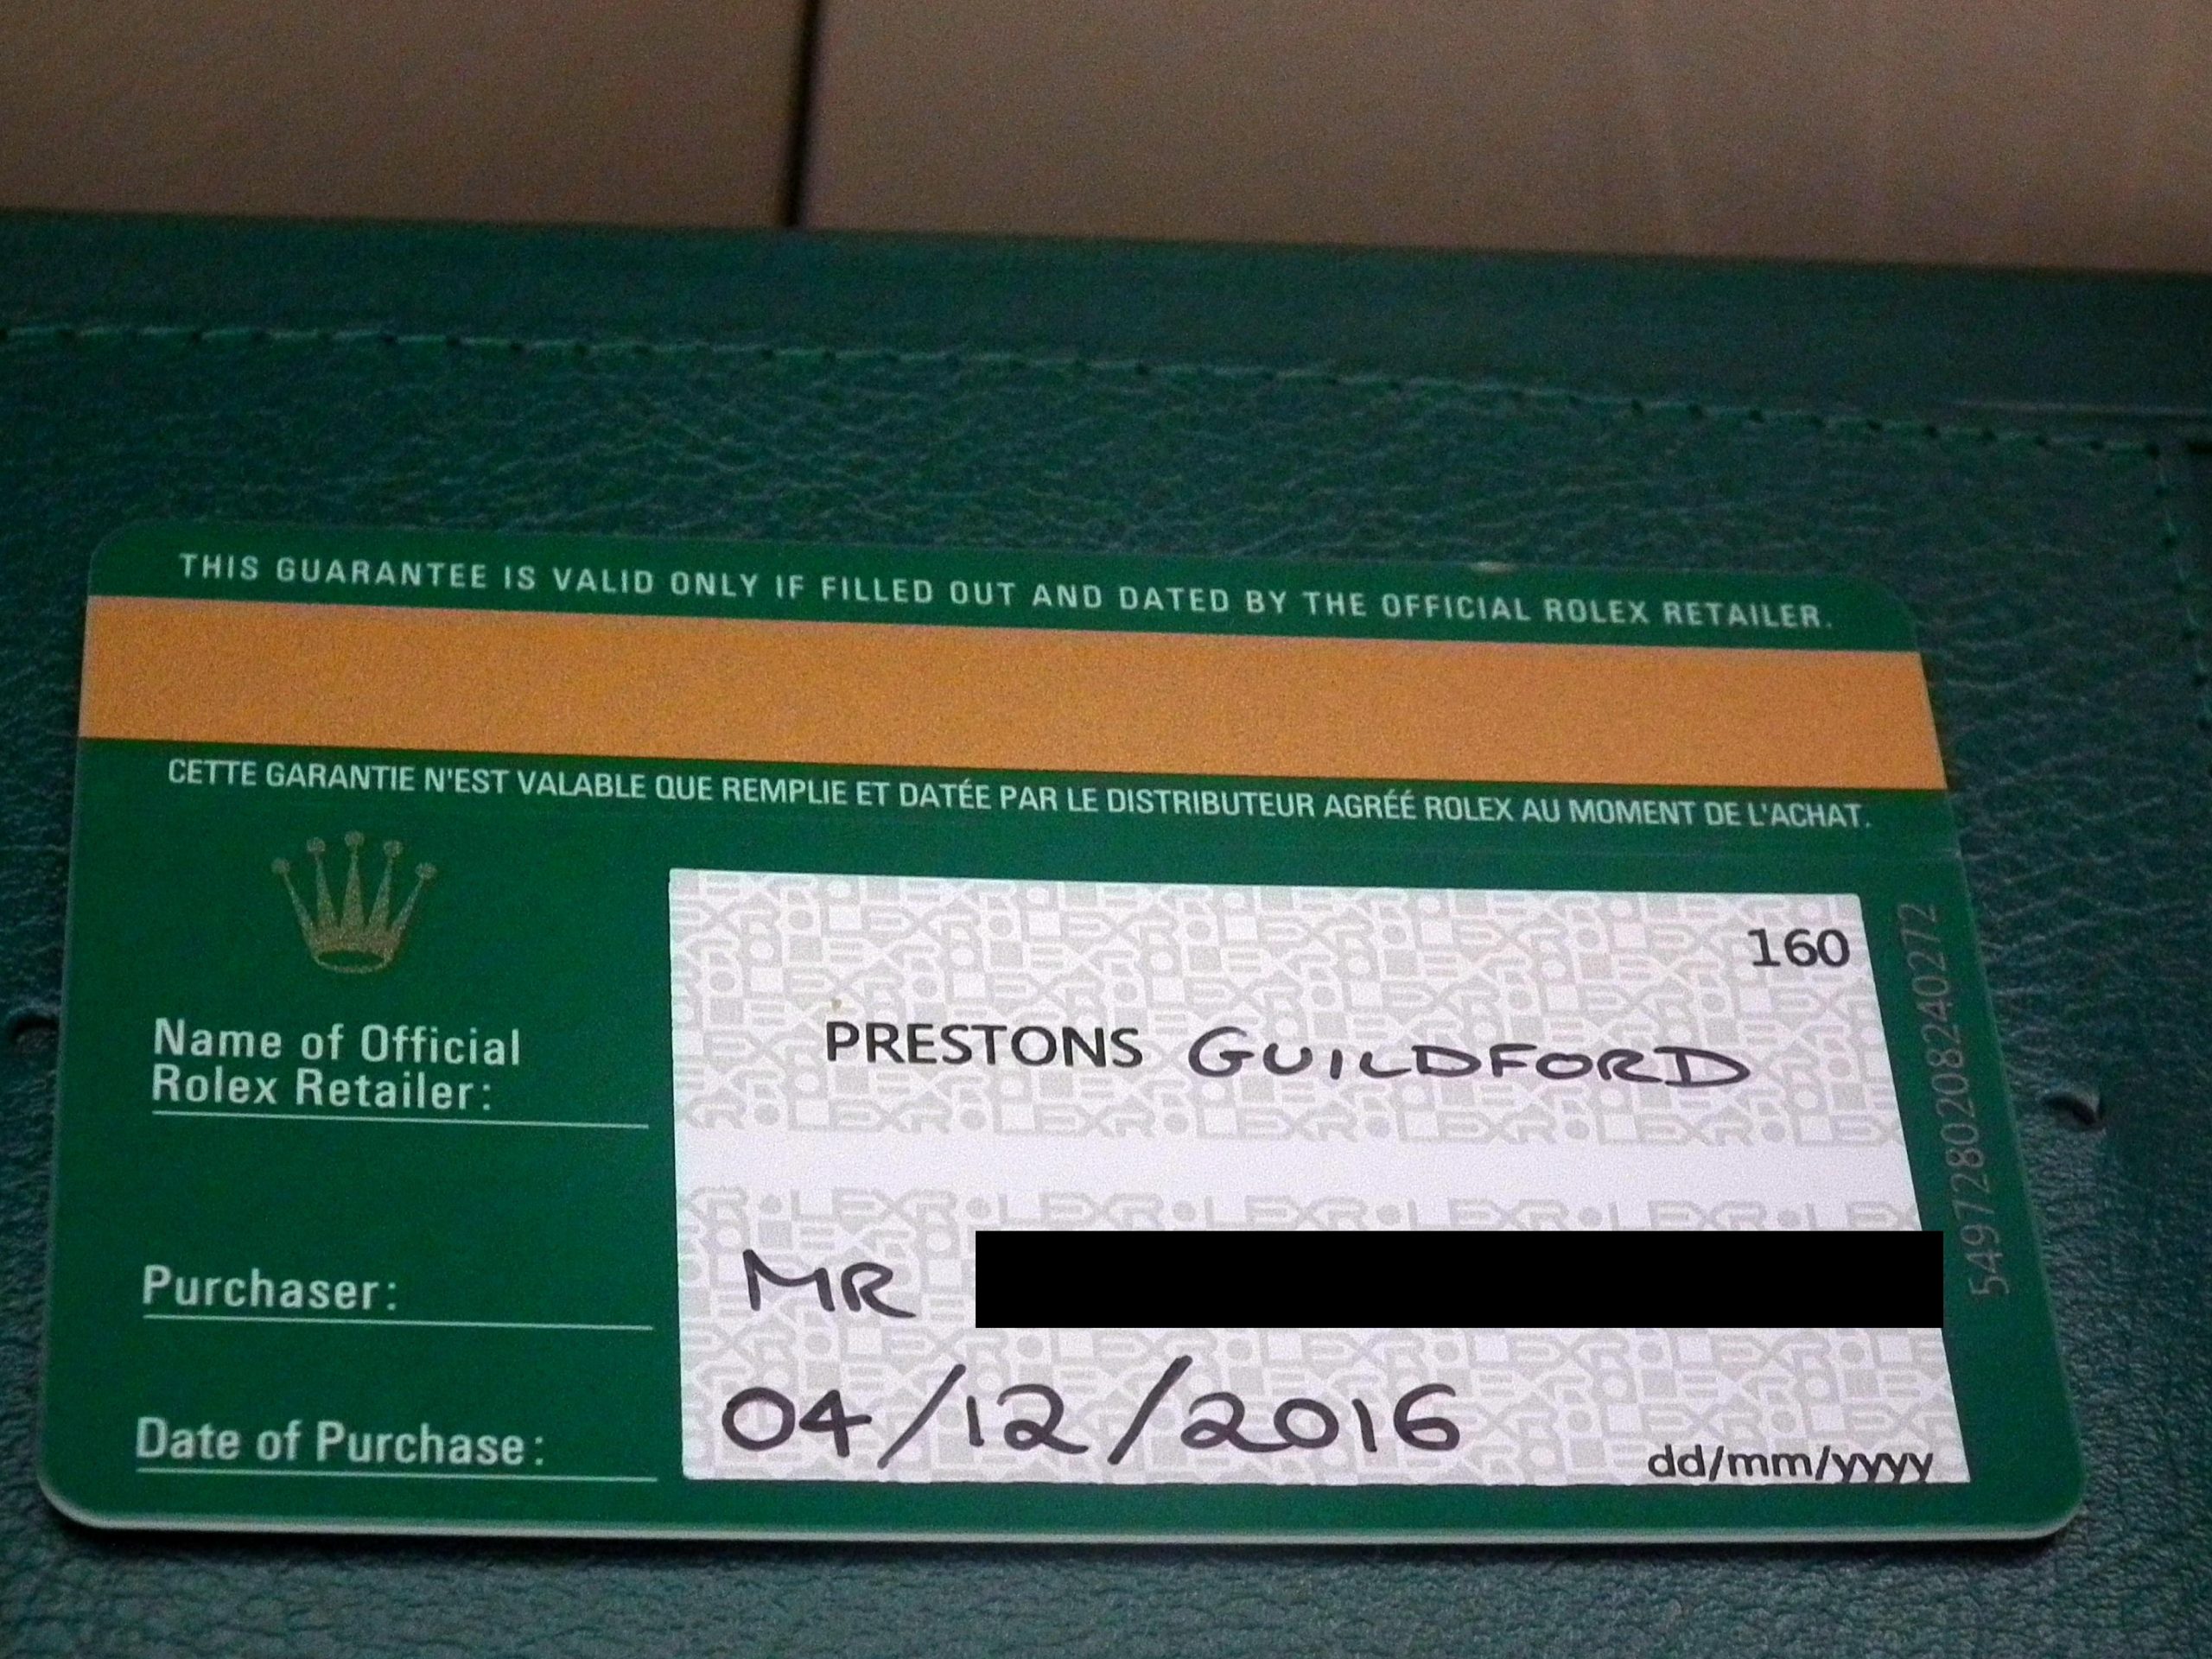 THIS GUARANTEE IS VALID ONLY IF FILLED OUT AND DATED BY THE OFFICIAL ROLEX RETAILER.
CETTE GARANTIE N'EST VALABLE QUE REMPLIE ET DATÉE PAR LE DISTRIBUTEUR AGRÉÉ ROLEX AU MOMENT DE L'ACHAT.
160
Name of Official
Rolex Retailer:
PRESTONS GUILDFORD
Purchaser:
MR
Date of Purchase:
04/12/2016
dd/mm/yyyy
5497280208240272